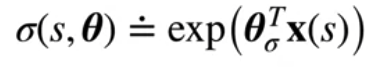 σ(s, θ) ≐ exp(θ_σ^T x(s))